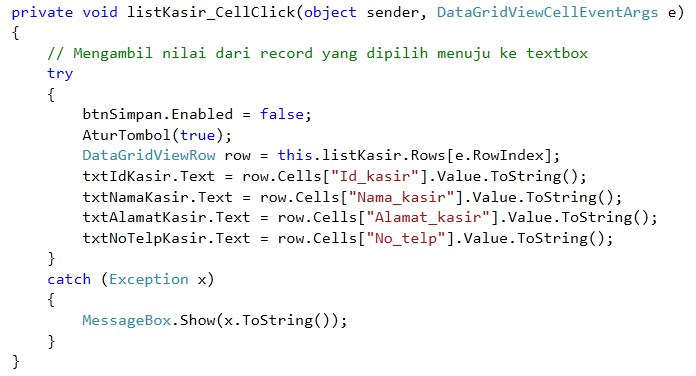 private void listKasir_CellClick(object sender, DataGridViewCellEventArgs e)
{
    // Mengambil nilai dari record yang dipilih menuju ke textbox
    try
    {
        btnSimpan.Enabled = false;
        AturTombol(true);
        DataGridViewRow row = this.listKasir.Rows[e.RowIndex];
        txtIdKasir.Text = row.Cells["Id_kasir"].Value.ToString();
        txtNamaKasir.Text = row.Cells["Nama_kasir"].Value.ToString();
        txtAlamatKasir.Text = row.Cells["Alamat_kasir"].Value.ToString();
        txtNoTelpKasir.Text = row.Cells["No_telp"].Value.ToString();
    }
    catch (Exception x)
    {
        MessageBox.Show(x.ToString());
    }
}